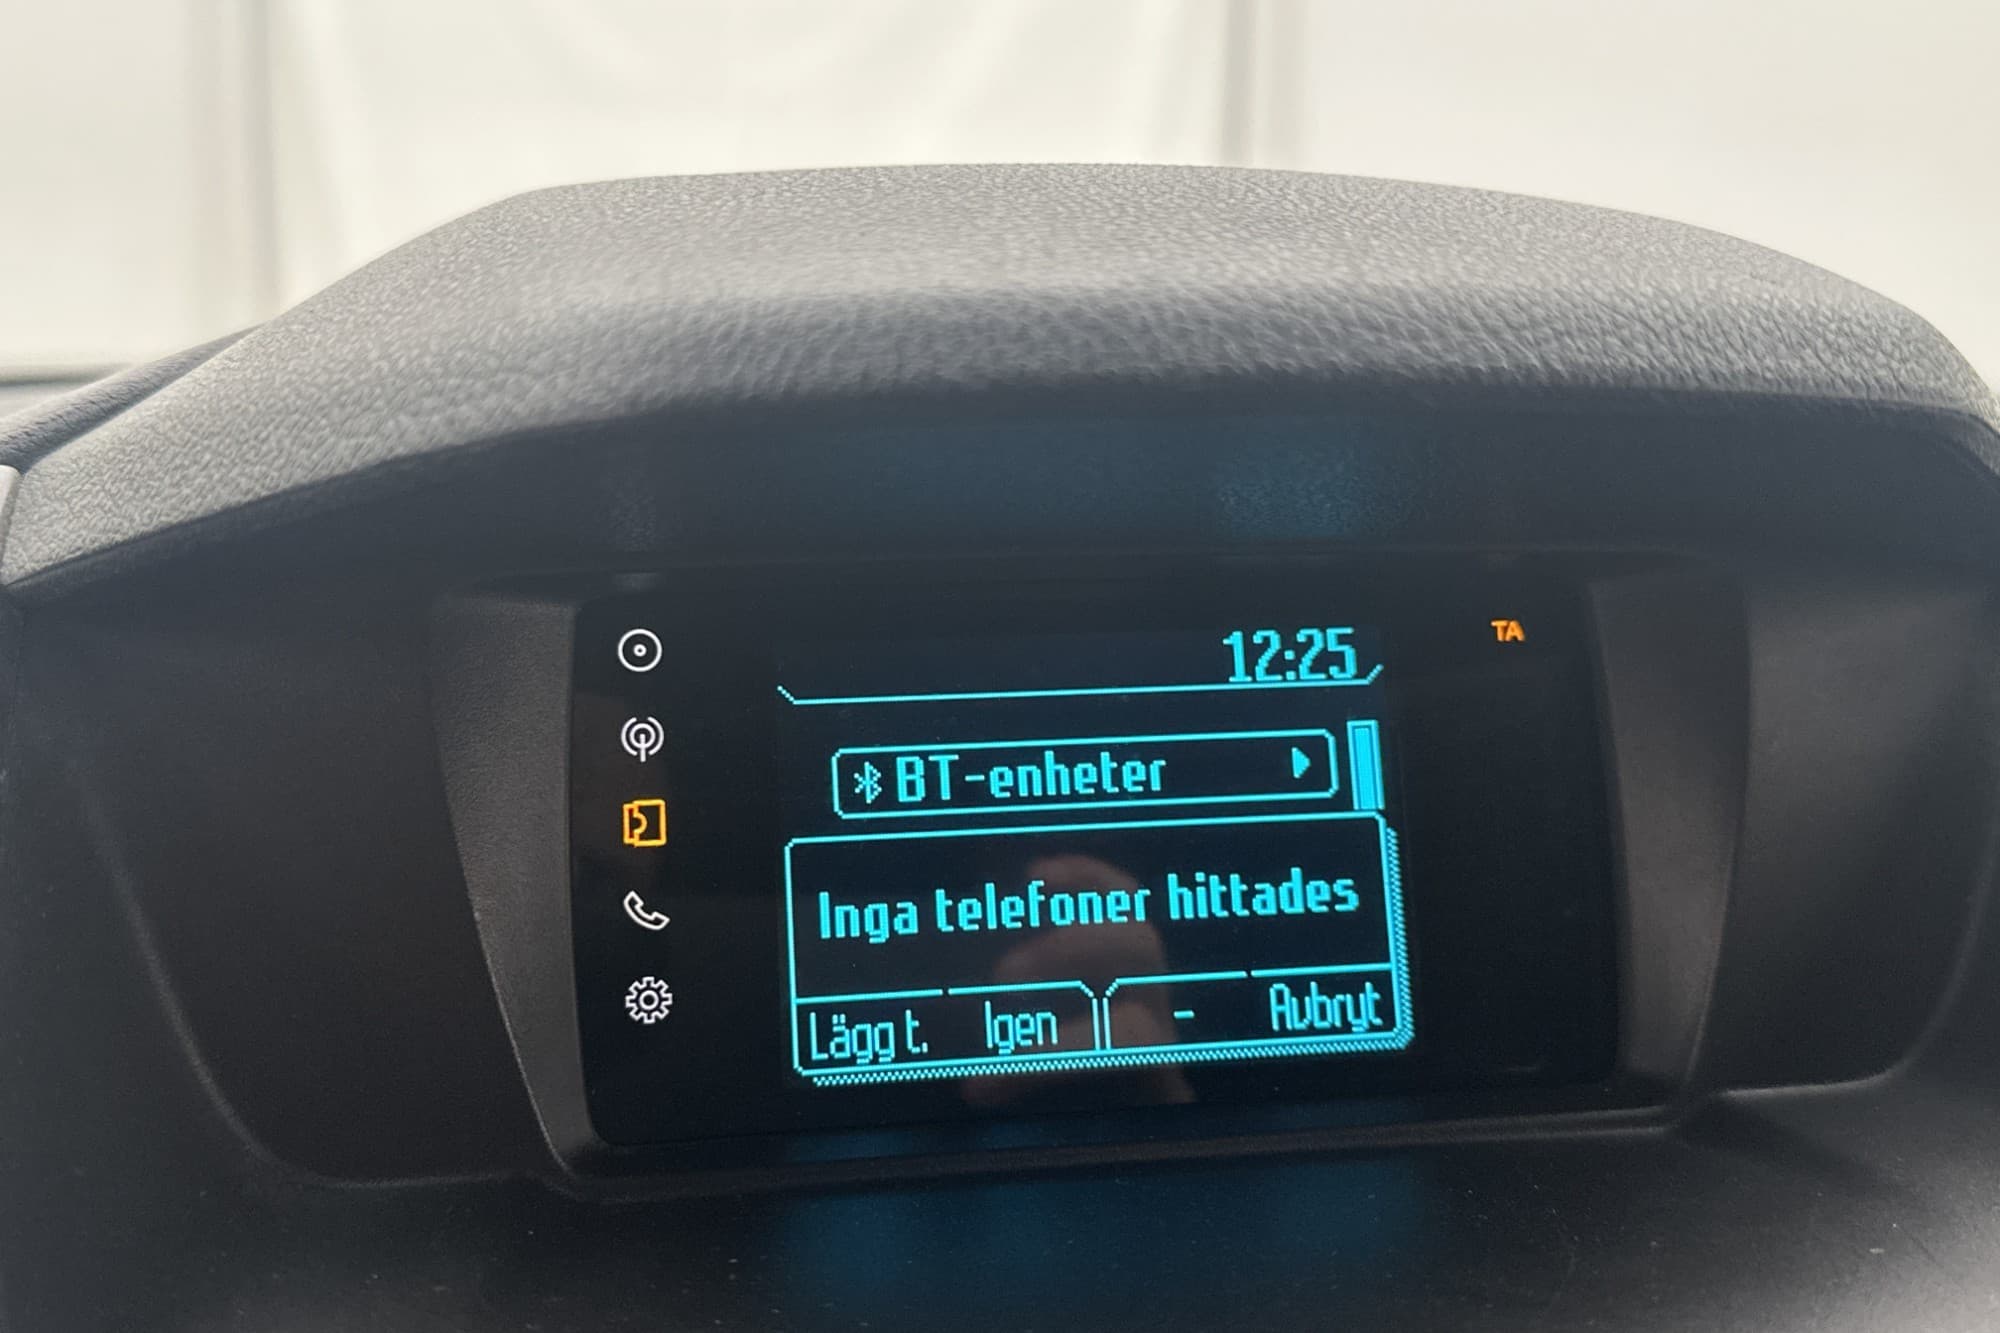 12:25
TA
BT-enheter
Inga telefoner hittades
Lägg t. Igen - Avbryt